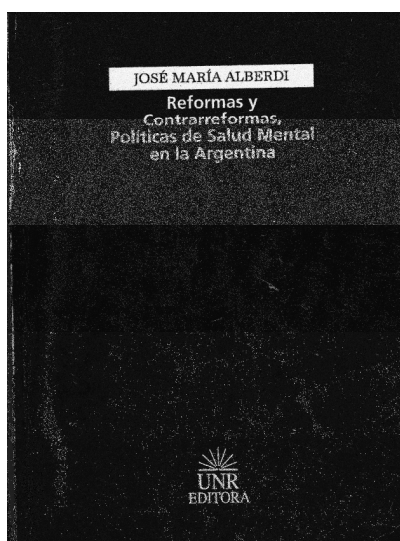 JOSÉ MARÍA ALBERDI
Reformas y
Contrarreformas,
Políticas de Salud Mental
en la Argentina
UNR
EDITORA